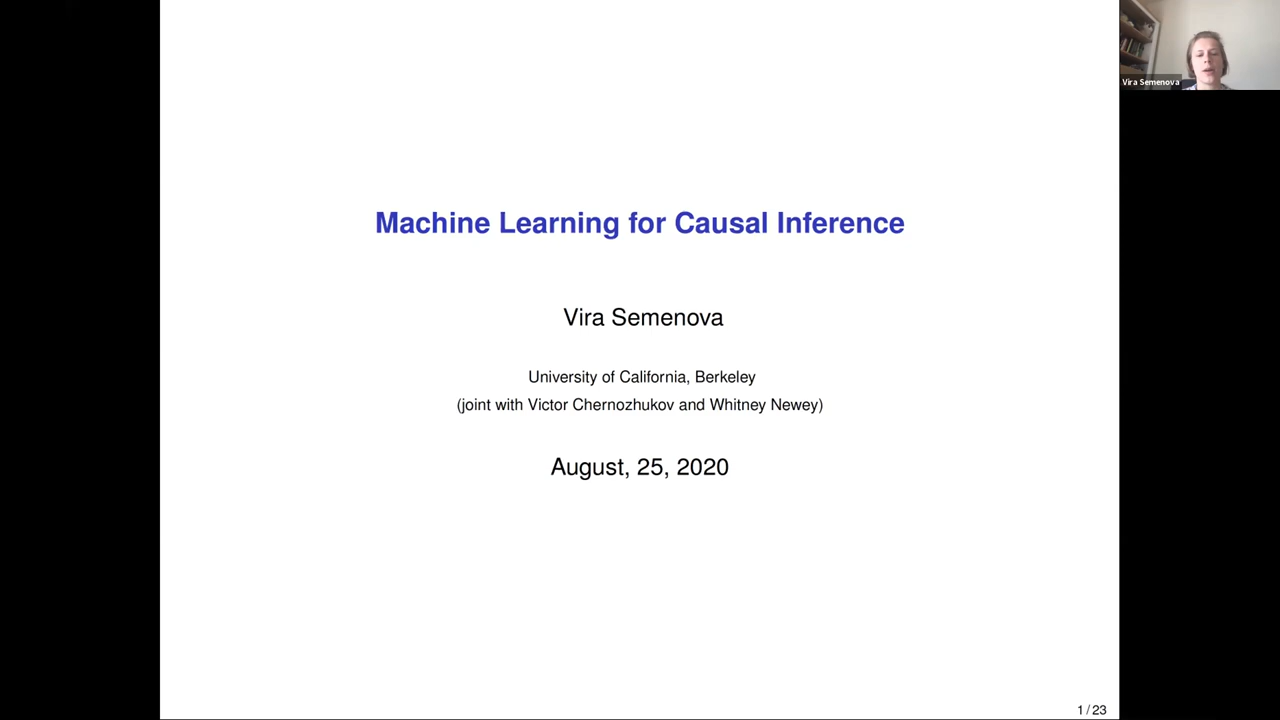 Vira Semenova
Machine Learning for Causal Inference
Vira Semenova
University of California, Berkeley
(joint with Victor Chernozhukov and Whitney Newey)
August, 25, 2020
1 / 23